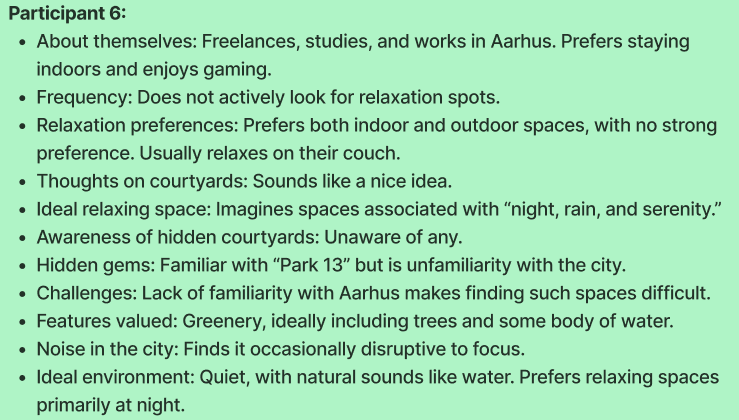 Participant 6:
• About themselves: Freelances, studies, and works in Aarhus. Prefers staying
indoors and enjoys gaming.
• Frequency: Does not actively look for relaxation spots.
• Relaxation preferences: Prefers both indoor and outdoor spaces, with no strong
preference. Usually relaxes on their couch.
• Thoughts on courtyards: Sounds like a nice idea.
• Ideal relaxing space: Imagines spaces associated with “night, rain, and serenity.”
• Awareness of hidden courtyards: Unaware of any.
• Hidden gems: Familiar with “Park 13” but is unfamiliarity with the city.
• Challenges: Lack of familiarity with Aarhus makes finding such spaces difficult.
• Features valued: Greenery, ideally including trees and some body of water.
• Noise in the city: Finds it occasionally disruptive to focus.
• Ideal environment: Quiet, with natural sounds like water. Prefers relaxing spaces
primarily at night.